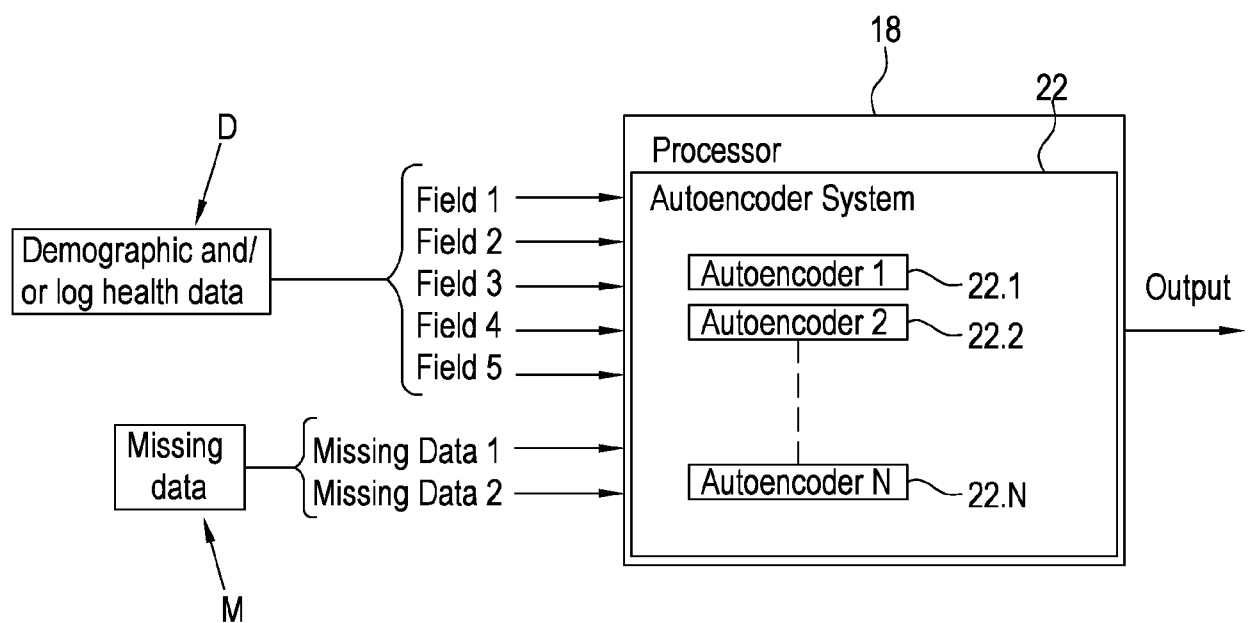 18
22
D
Processor
Autoencoder System
Demographic and/
or log health data
Field 1
Field 2
Field 3
Field 4
Field 5
Autoencoder 1
22.1
Autoencoder 2
22.2
Output
Missing
data
Missing Data 1
Missing Data 2
Autoencoder N
22.N
M